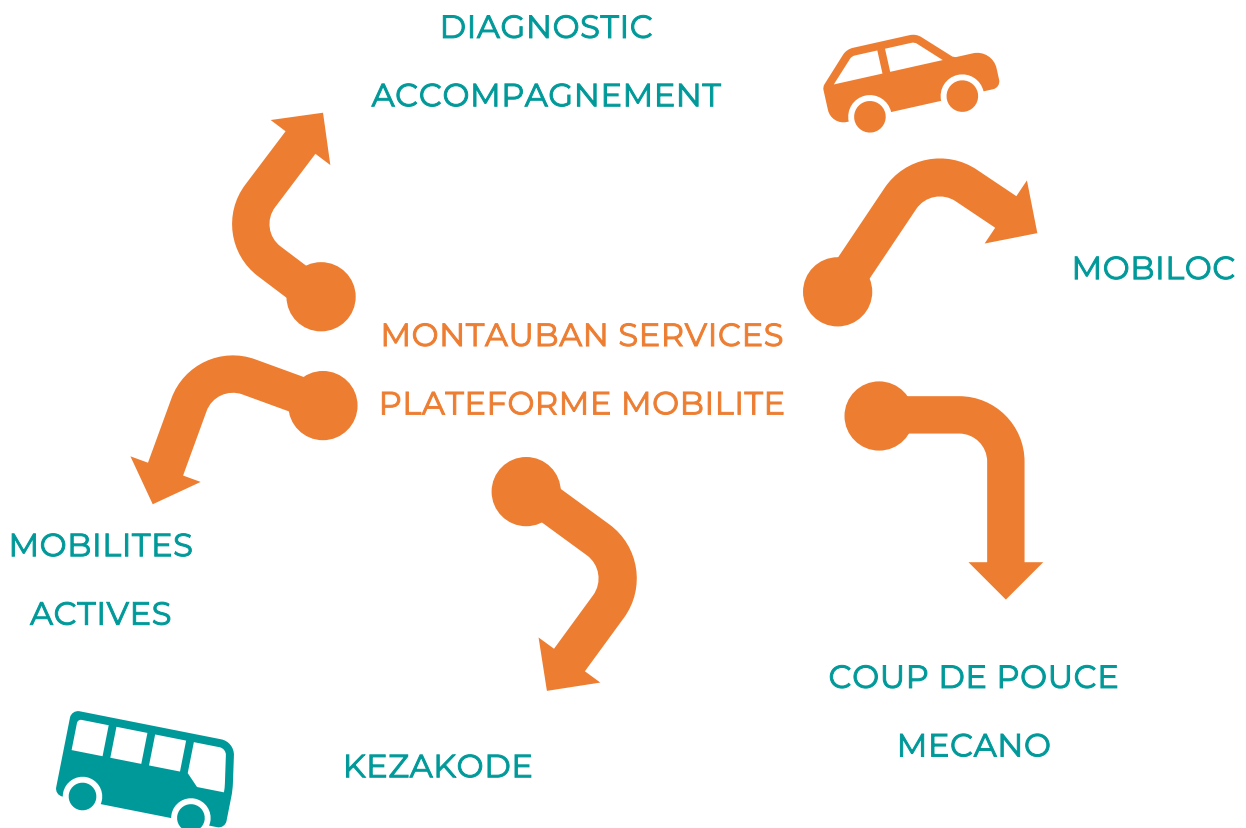 DIAGNOSTIC
ACCOMPAGNEMENT
MOBILOC
MONTAUBAN SERVICES
PLATEFORME MOBILITE
MOBILITES
ACTIVES
COUP DE POUCE
MECANO
KEZAKODE